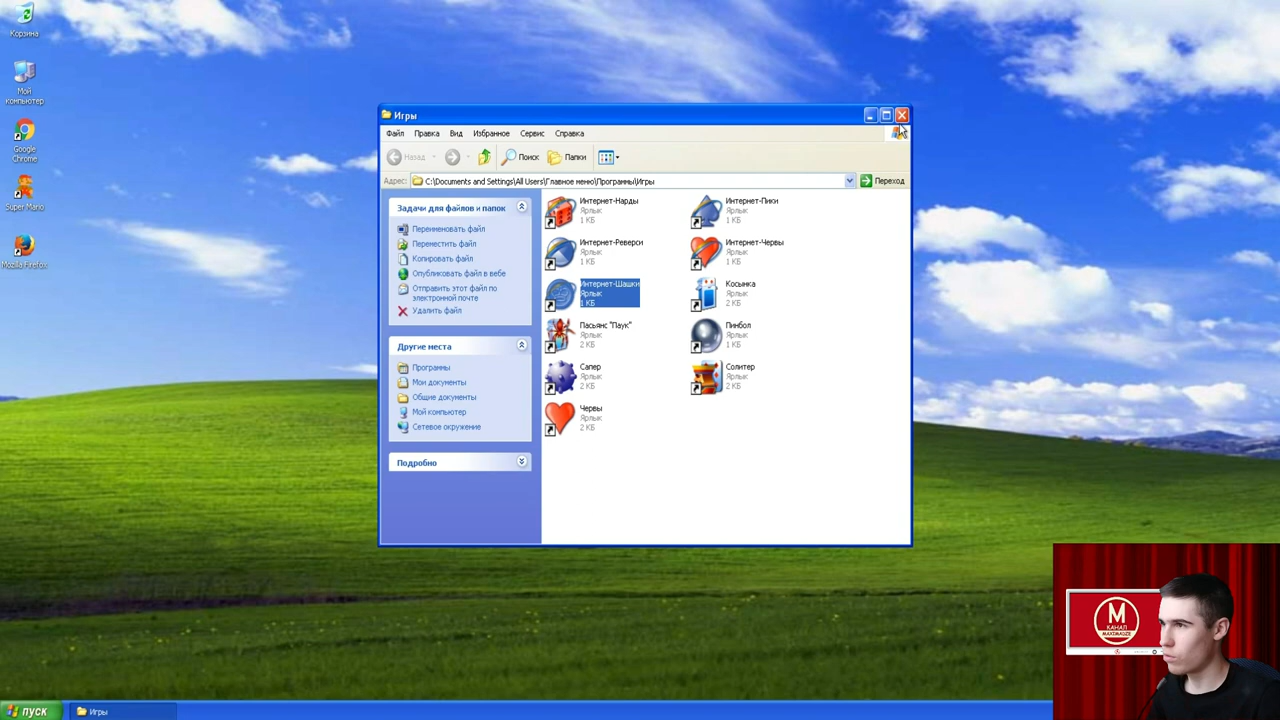 Корзина
Мой
компьютер
Google
Chrome
Super Mario
Mozilla Firefox
Игры
Файл Правка Вид Избранное Сервис Справка
Назад Поиск Папки
Адрес: C:\Documents and Settings\All Users\Главное меню\Программы\Игры Переход
Задачи для файлов и папок
Переименовать файл
Переместить файл
Копировать файл
Опубликовать файл в вебе
Отправить этот файл по
электронной почте
Удалить файл
Другие места
Программы
Мои документы
Общие документы
Мой компьютер
Сетевое окружение
Подробно
Интернет-Нарды
Ярлык
1 КБ
Интернет-Пики
Ярлык
1 КБ
Интернет-Реверси
Ярлык
1 КБ
Интернет-Червы
Ярлык
1 КБ
Интернет-Шашки
Ярлык
1 КБ
Косынка
Ярлык
2 КБ
Пасьянс "Паук"
Ярлык
2 КБ
Пинбол
Ярлык
1 КБ
Сапер
Ярлык
2 КБ
Солитер
Ярлык
2 КБ
Червы
Ярлык
2 КБ
М
КАНАЛ
MAXIMKOZE
пуск
Игры